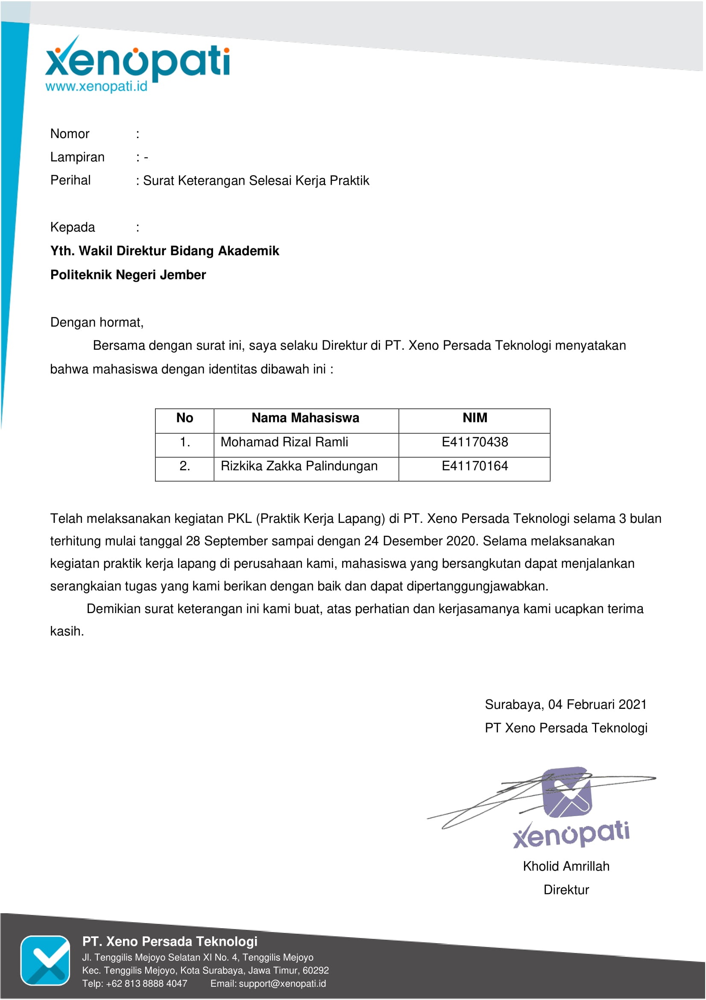 xenopati
www.xenopati.id
Nomor :
Lampiran : -
Perihal : Surat Keterangan Selesai Kerja Praktik
Kepada :
Yth. Wakil Direktur Bidang Akademik
Politeknik Negeri Jember
Dengan hormat,
Bersama dengan surat ini, saya selaku Direktur di PT. Xeno Persada Teknologi menyatakan
bahwa mahasiswa dengan identitas dibawah ini :
No Nama Mahasiswa NIM
1. Mohamad Rizal Ramli E41170438
2. Rizkika Zakka Palindungan E41170164
Telah melaksanakan kegiatan PKL (Praktik Kerja Lapang) di PT. Xeno Persada Teknologi selama 3 bulan
terhitung mulai tanggal 28 September sampai dengan 24 Desember 2020. Selama melaksanakan
kegiatan praktik kerja lapang di perusahaan kami, mahasiswa yang bersangkutan dapat menjalankan
serangkaian tugas yang kami berikan dengan baik dan dapat dipertanggungjawabkan.
Demikian surat keterangan ini kami buat, atas perhatian dan kerjasamanya kami ucapkan terima
kasih.
Surabaya, 04 Februari 2021
PT Xeno Persada Teknologi
xenopati
Kholid Amrillah
Direktur
PT. Xeno Persada Teknologi
Jl. Tenggilis Mejoyo Selatan XI No. 4, Tenggilis Mejoyo
Kec. Tenggilis Mejoyo, Kota Surabaya, Jawa Timur, 60292
Telp: +62 813 8888 4047 Email: support@xenopati.id